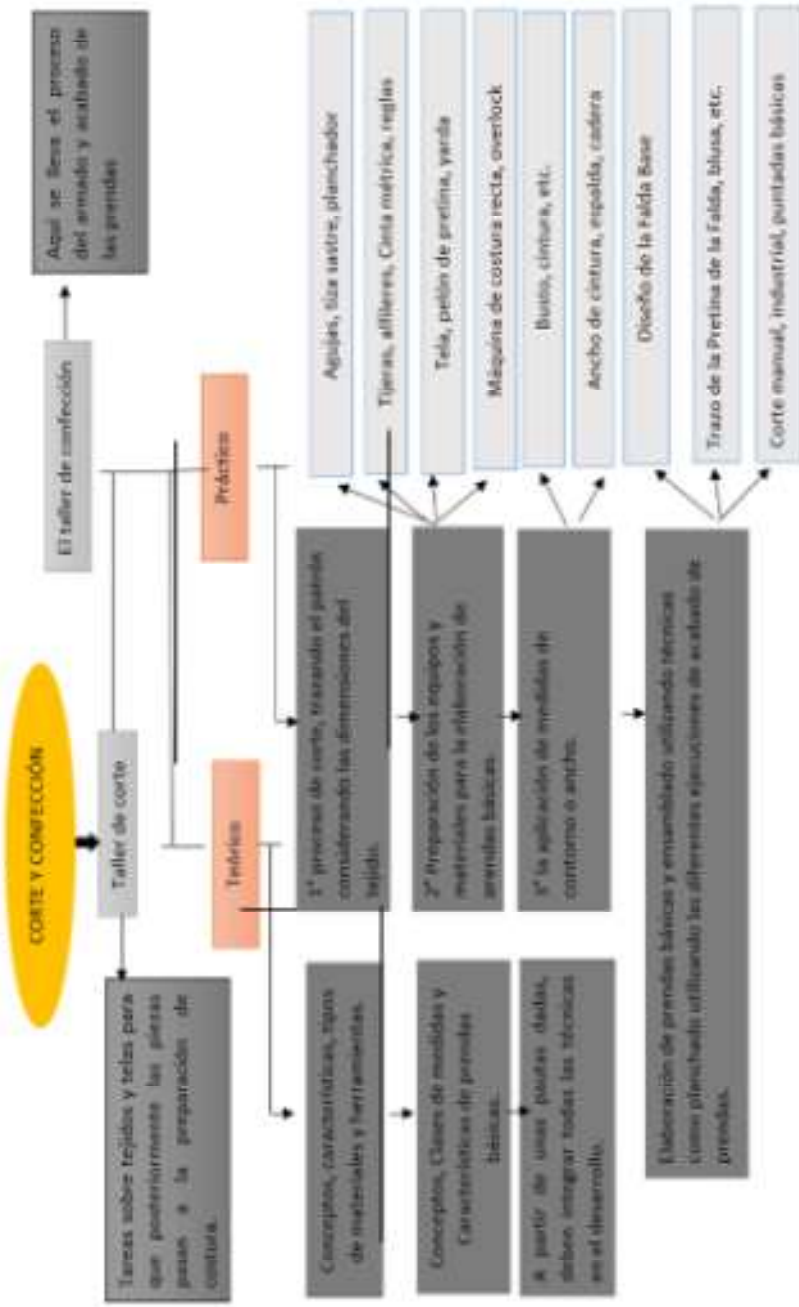 CORTE Y CONFECCIÓN
Taller de corte
El taller de confección
Tareas sobre tejidos y telas para
que posteriormente las piezas
pasan a la preparación de
costura.
Aquí se lleva el proceso
del armado y acabado de
las prendas
Teórico
Práctico
Conceptos, características, tipos
de materiales y herramientas.
Conceptos, Clases de medidas y
Características de prendas
básicas.
A partir de unas pautas dadas,
deben integrar todas las técnicas
en el desarrollo.
1° proceso de corte, trazando el patrón
considerando las dimensiones del
tejido.
2° Preparación de los equipos y
materiales para la elaboración de
prendas básicas.
3° la aplicación de medidas de
contorno o ancho.
Elaboración de prendas básicas y ensamblado utilizando técnicas
como planchado utilizando las diferentes ejecuciones de acabado de
prendas.
Agujas, tiza sastre, planchador
Tijeras, alfileres, Cinta métrica, reglas
Tela, pelón de pretina, yarda
Máquina de costura recta, overlock
Busto, cintura, etc.
Ancho de cintura, espalda, cadera
Diseño de la Falda Base
Trazo de la Pretina de la Falda, blusa, etc.
Corte manual, industrial, puntadas básicas